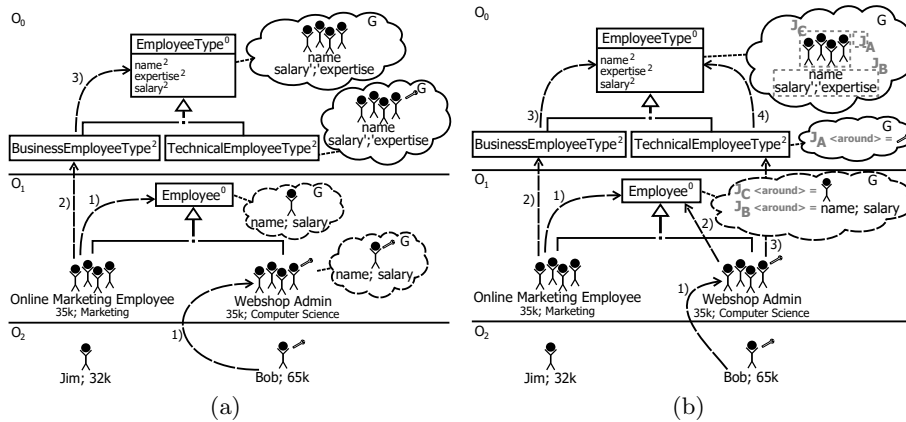 O0
EmployeeType0
name2
expertise2
salary2
G
name
salary';'expertise
G
name
salary';'expertise
3)
BusinessEmployeeType2
TechnicalEmployeeType2
O1
2)
1)
Employee0
G
name; salary
G
name; salary
Online Marketing Employee
35k; Marketing
Webshop Admin
35k; Computer Science
O2
1)
Jim; 32k
Bob; 65k
(a)
O0
EmployeeType0
name2
expertise2
salary2
G
JC
JA
JB
name
salary';'expertise
3)
4)
BusinessEmployeeType2
TechnicalEmployeeType2
G
JA <around> =
O1
2)
1)
Employee0
G
JC <around> =
JB <around> = name; salary
2)
3)
Online Marketing Employee
35k; Marketing
Webshop Admin
35k; Computer Science
O2
1)
Jim; 32k
Bob; 65k
(b)